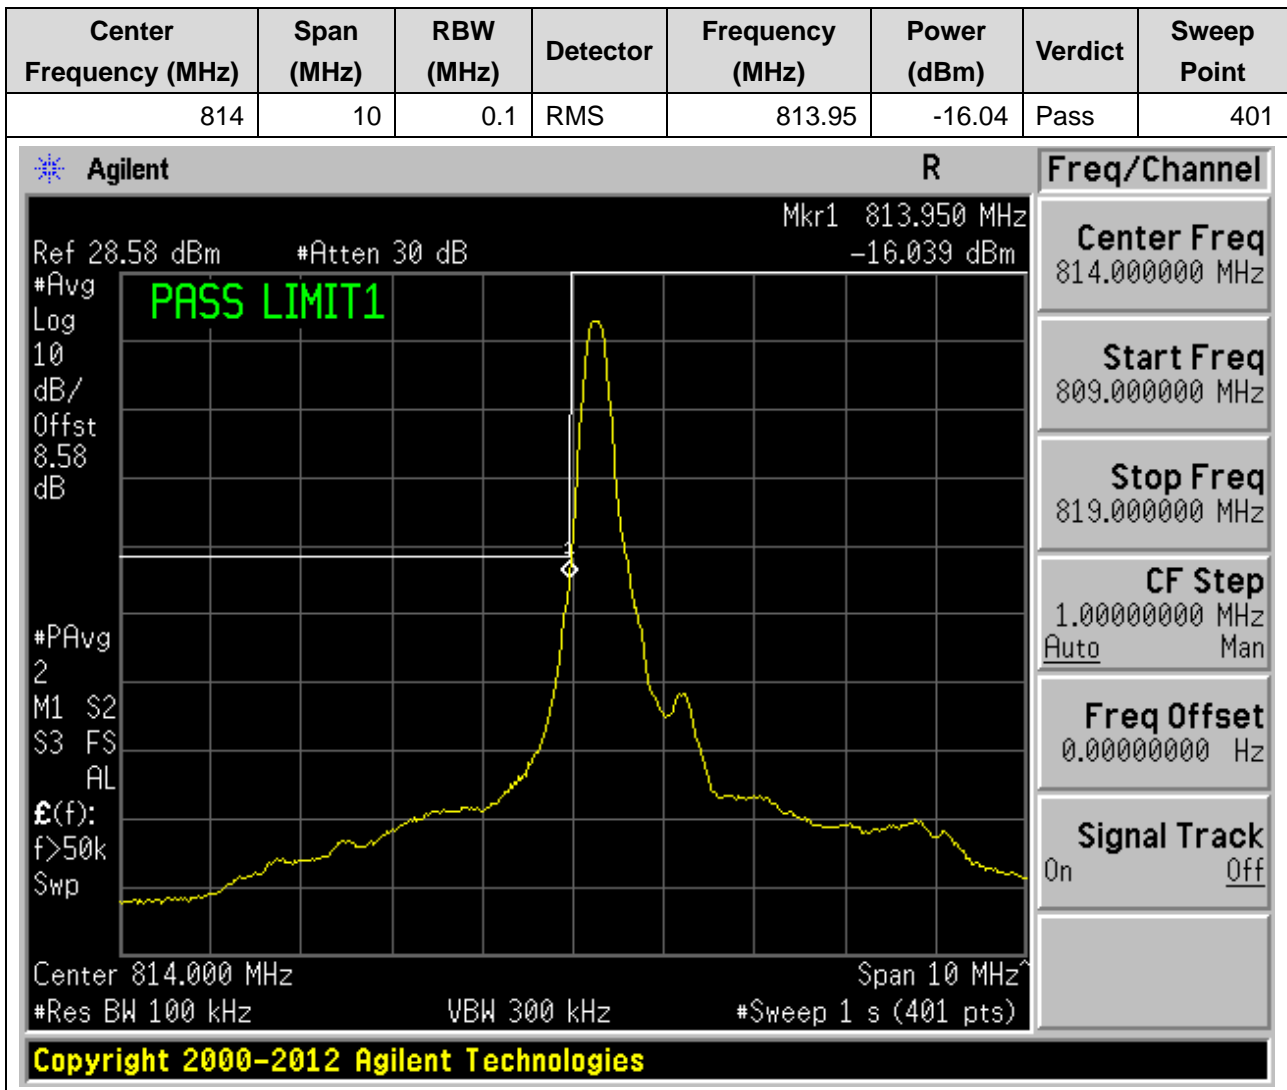 Center Frequency (MHz) Span (MHz) RBW (MHz) Detector Frequency (MHz) Power (dBm) Verdict Sweep Point
814 10 0.1 RMS 813.95 -16.04 Pass 401
Agilent R
Mkr1 813.950 MHz
Ref 28.58 dBm #Atten 30 dB -16.039 dBm
#Avg
Log
10
dB/
Offst
8.58
dB
PASS LIMIT1
1
#PAvg
2
M1 S2
S3 FS
AL
£(f):
f>50k
Swp
Center 814.000 MHz Span 10 MHz^
#Res BW 100 kHz VBW 300 kHz #Sweep 1 s (401 pts)
Freq/Channel
Center Freq
814.000000 MHz
Start Freq
809.000000 MHz
Stop Freq
819.000000 MHz
CF Step
1.00000000 MHz
Auto Man
Freq Offset
0.00000000 Hz
Signal Track
On Off
Copyright 2000-2012 Agilent Technologies